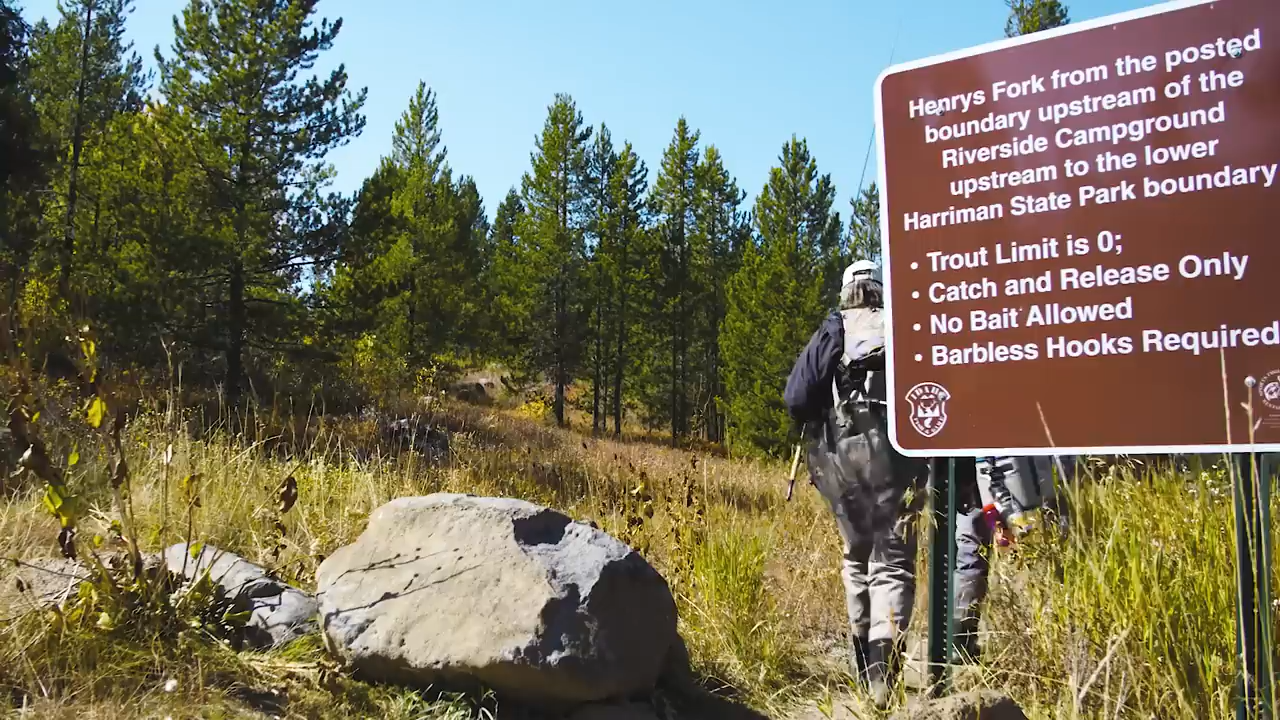 Henrys Fork from the posted
boundary upstream of the
Riverside Campground
upstream to the lower
Harriman State Park boundary
• Trout Limit is 0;
• Catch and Release Only
• No Bait Allowed
• Barbless Hooks Required
IDAHO